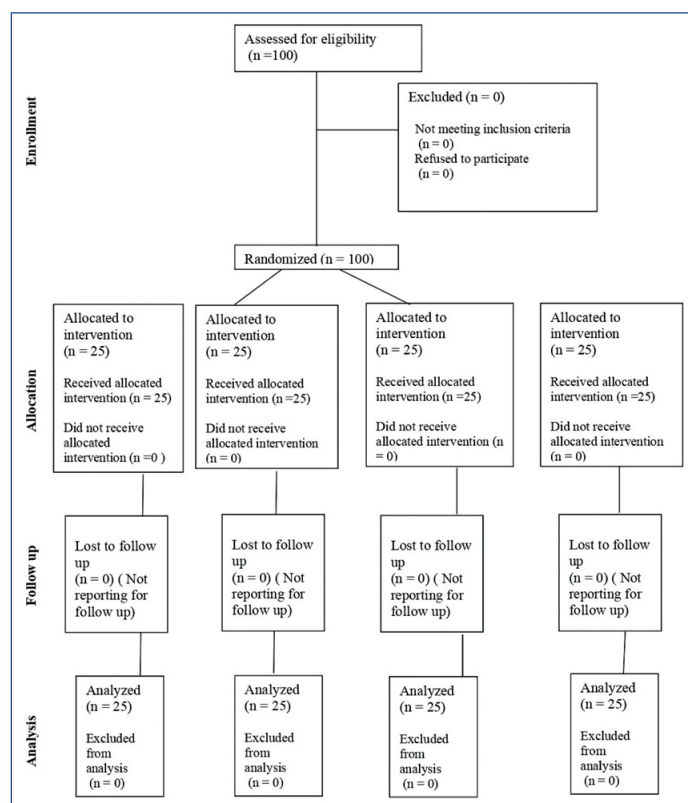 Assessed for eligibility
(n =100)
Enrollment
Excluded (n = 0)
Not meeting inclusion criteria
(n = 0)
Refused to participate
(n = 0)
Randomized (n = 100)
Allocation
Allocated to
intervention
(n = 25)
Received allocated
intervention (n = 25)
Did not receive
allocated
intervention (n =0 )
Allocated to
intervention
(n = 25)
Received allocated
intervention (n =25)
Did not receive
allocated intervention
(n = 0)
Allocated to
intervention
(n = 25)
Received allocated
intervention (n =25)
Did not receive
allocated intervention (n
= 0)
Allocated to
intervention
(n = 25)
Received allocated
intervention (n =25)
Did not receive
allocated intervention
(n = 0)
Follow up
Lost to follow
up
(n = 0) ( Not
reporting for
follow up)
Lost to follow
up
(n = 0) ( Not
reporting for
follow up)
Lost to follow
up
(n = 0) ( Not
reporting for
follow up)
Lost to follow
up
(n = 0) ( Not
reporting for
follow up)
Analysis
Analyzed
(n = 25)
Excluded
from
analysis
(n = 0)
Analyzed
(n = 25)
Excluded
from
analysis
(n = 0)
Analyzed
(n = 25)
Excluded
from
analysis
(n = 0)
Analyzed
(n = 25)
Excluded
from
analysis
(n = 0)